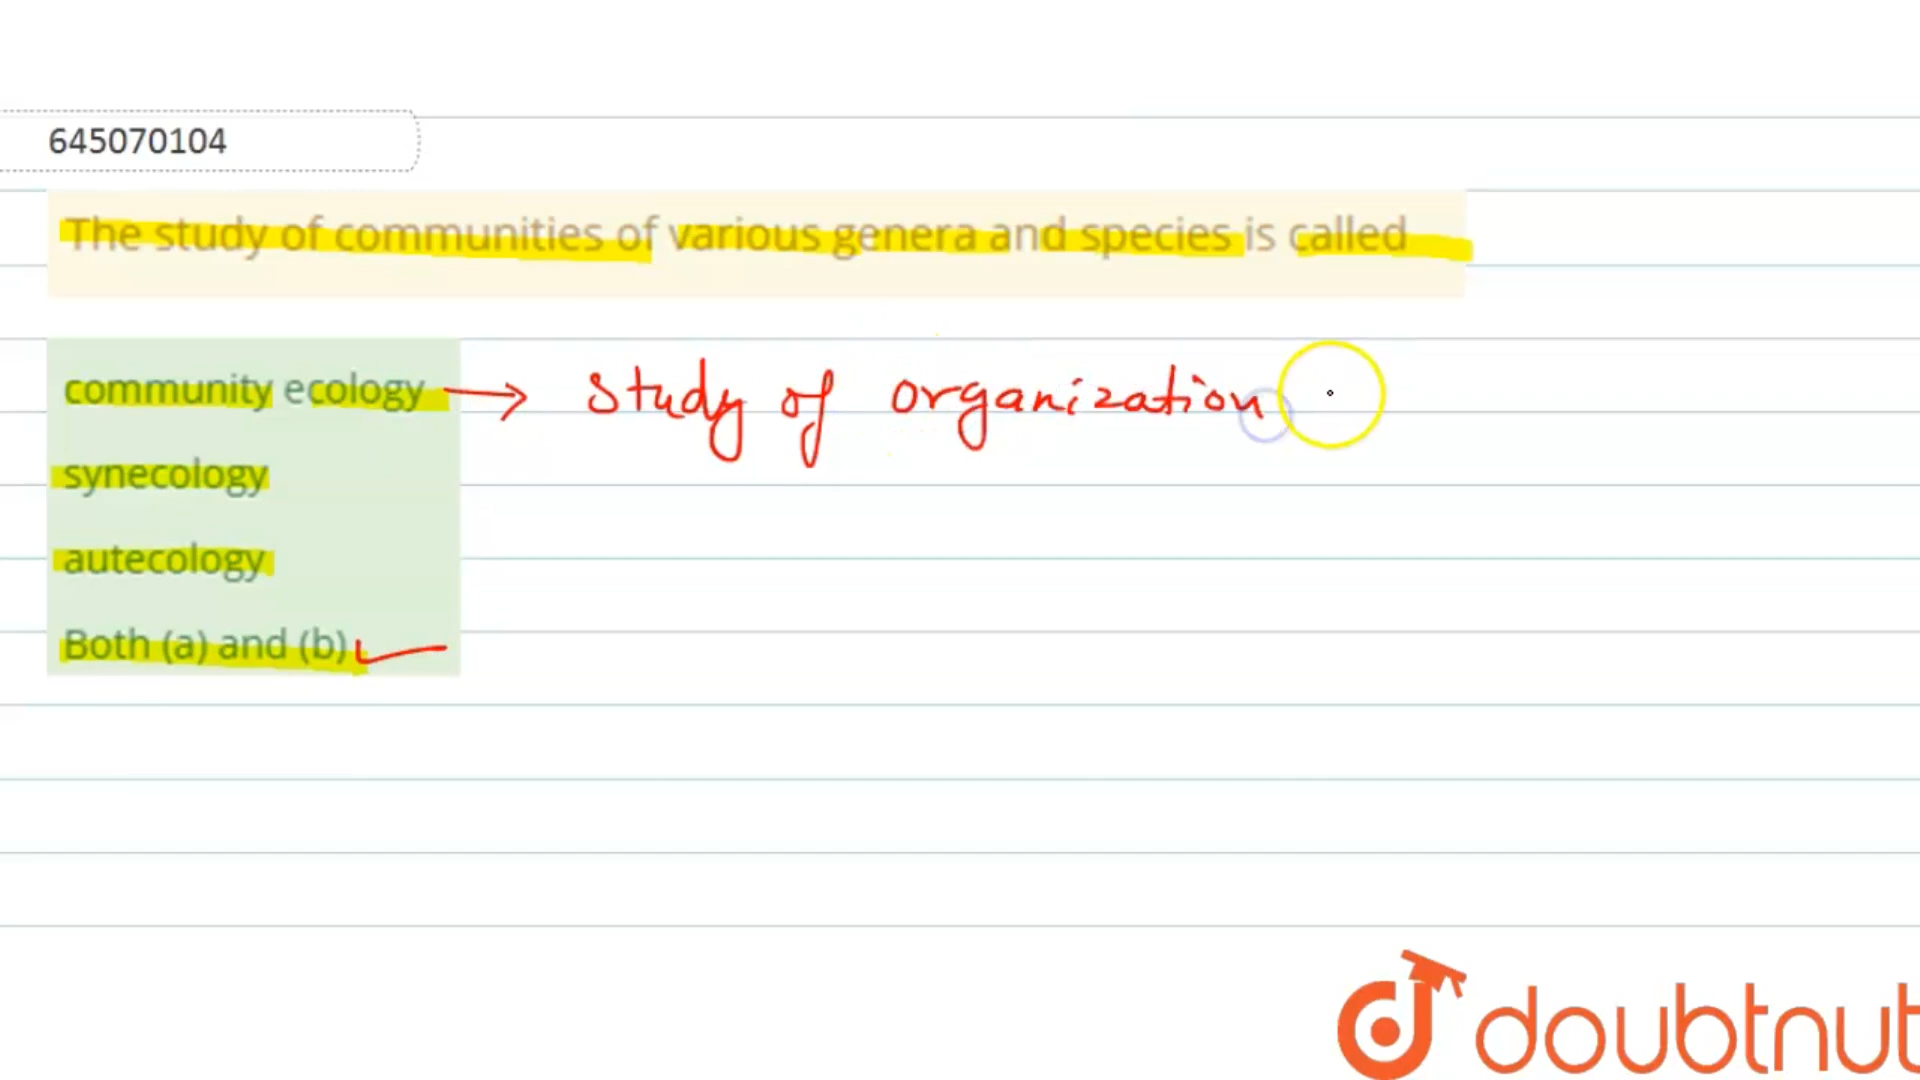 645070104
The study of communities of various genera and species is called
community ecology → study of organization
synecology
autecology
Both (a) and (b)
doubtnut